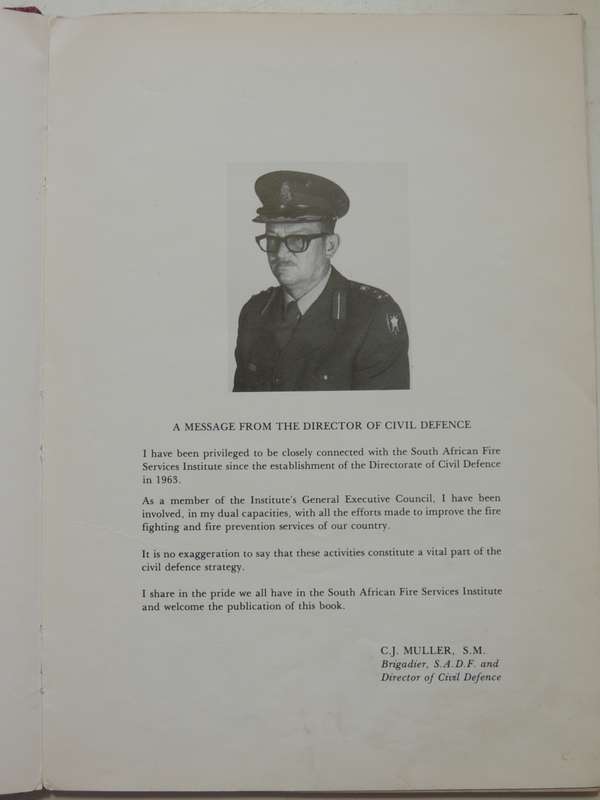 A MESSAGE FROM THE DIRECTOR OF CIVIL DEFENCE
I have been privileged to be closely connected with the South African Fire
Services Institute since the establishment of the Directorate of Civil Defence
in 1963.
As a member of the Institute's General Executive Council, I have been
involved, in my dual capacities, with all the efforts made to improve the fire
fighting and fire prevention services of our country.
It is no exaggeration to say that these activities constitute a vital part of the
civil defence strategy.
I share in the pride we all have in the South African Fire Services Institute
and welcome the publication of this book.
C.J. MULLER, S.M.
Brigadier, S.A.D.F. and
Director of Civil Defence